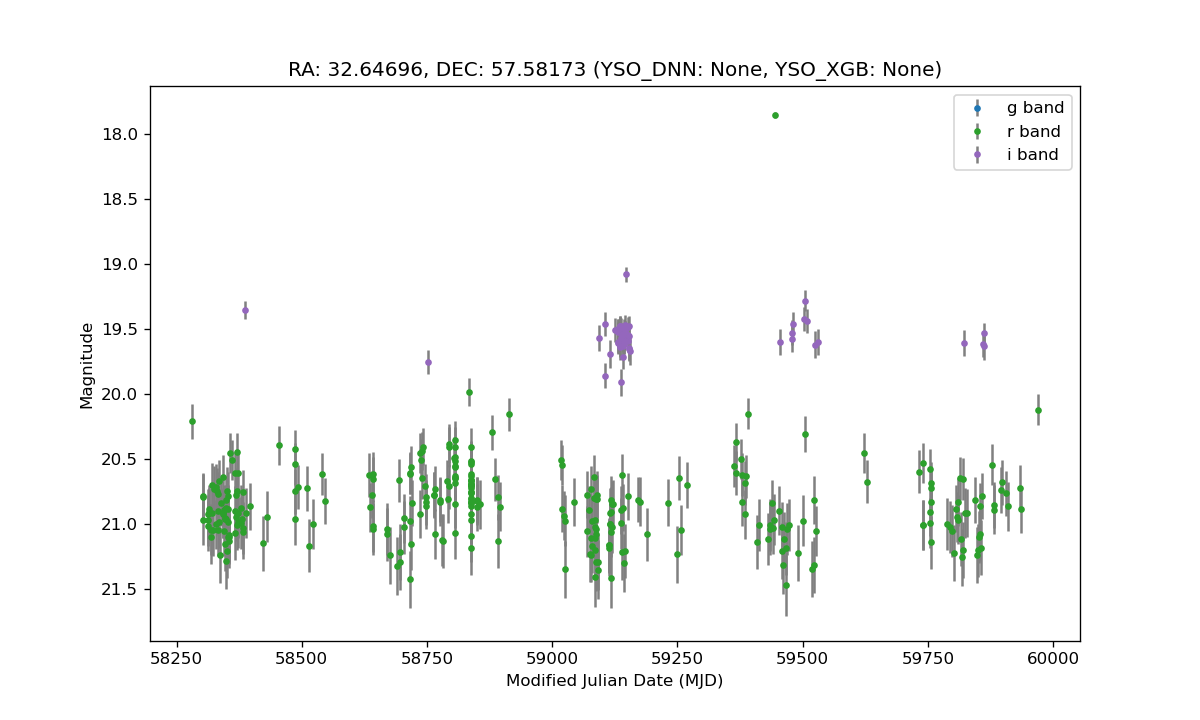 RA: 32.64696, DEC: 57.58173 (YSO_DNN: None, YSO_XGB: None)
g band
r band
i band
18.0
18.5
19.0
19.5
20.0
20.5
21.0
21.5
Magnitude
58250 58500 58750 59000 59250 59500 59750 60000
Modified Julian Date (MJD)